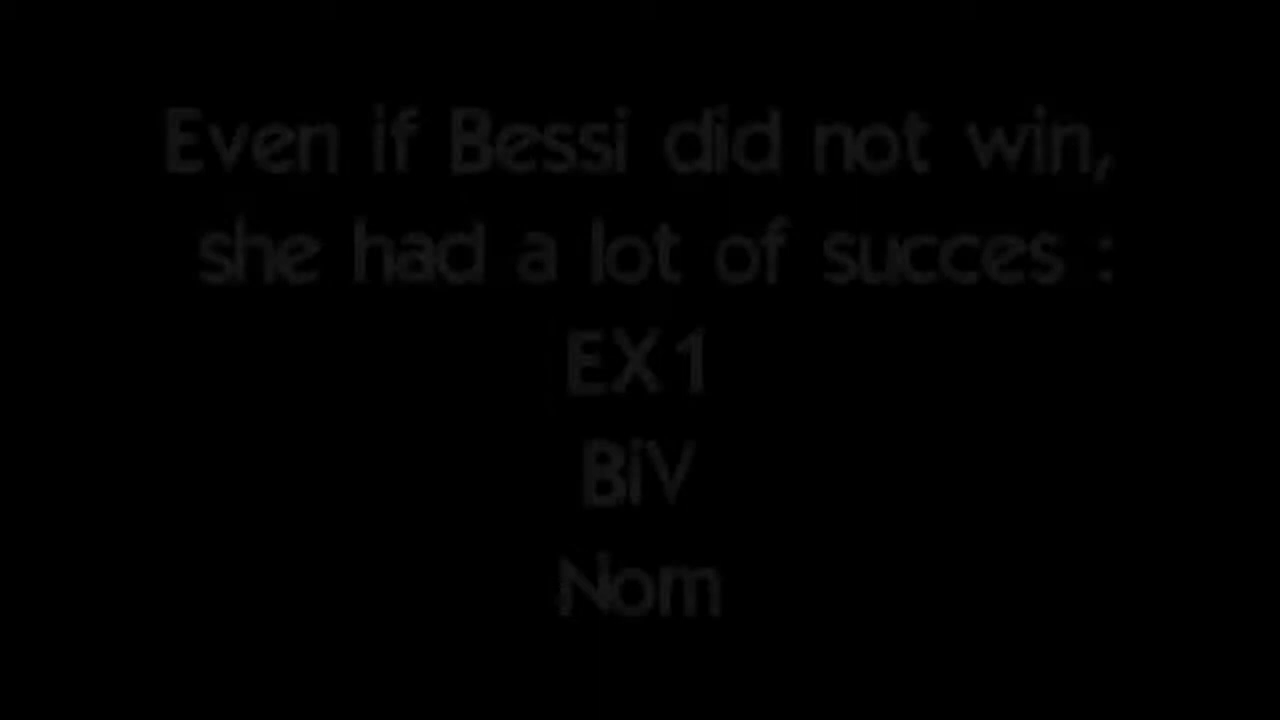 Even if Bessi did not win,
she had a lot of succes :
EX1
BiV
Nom